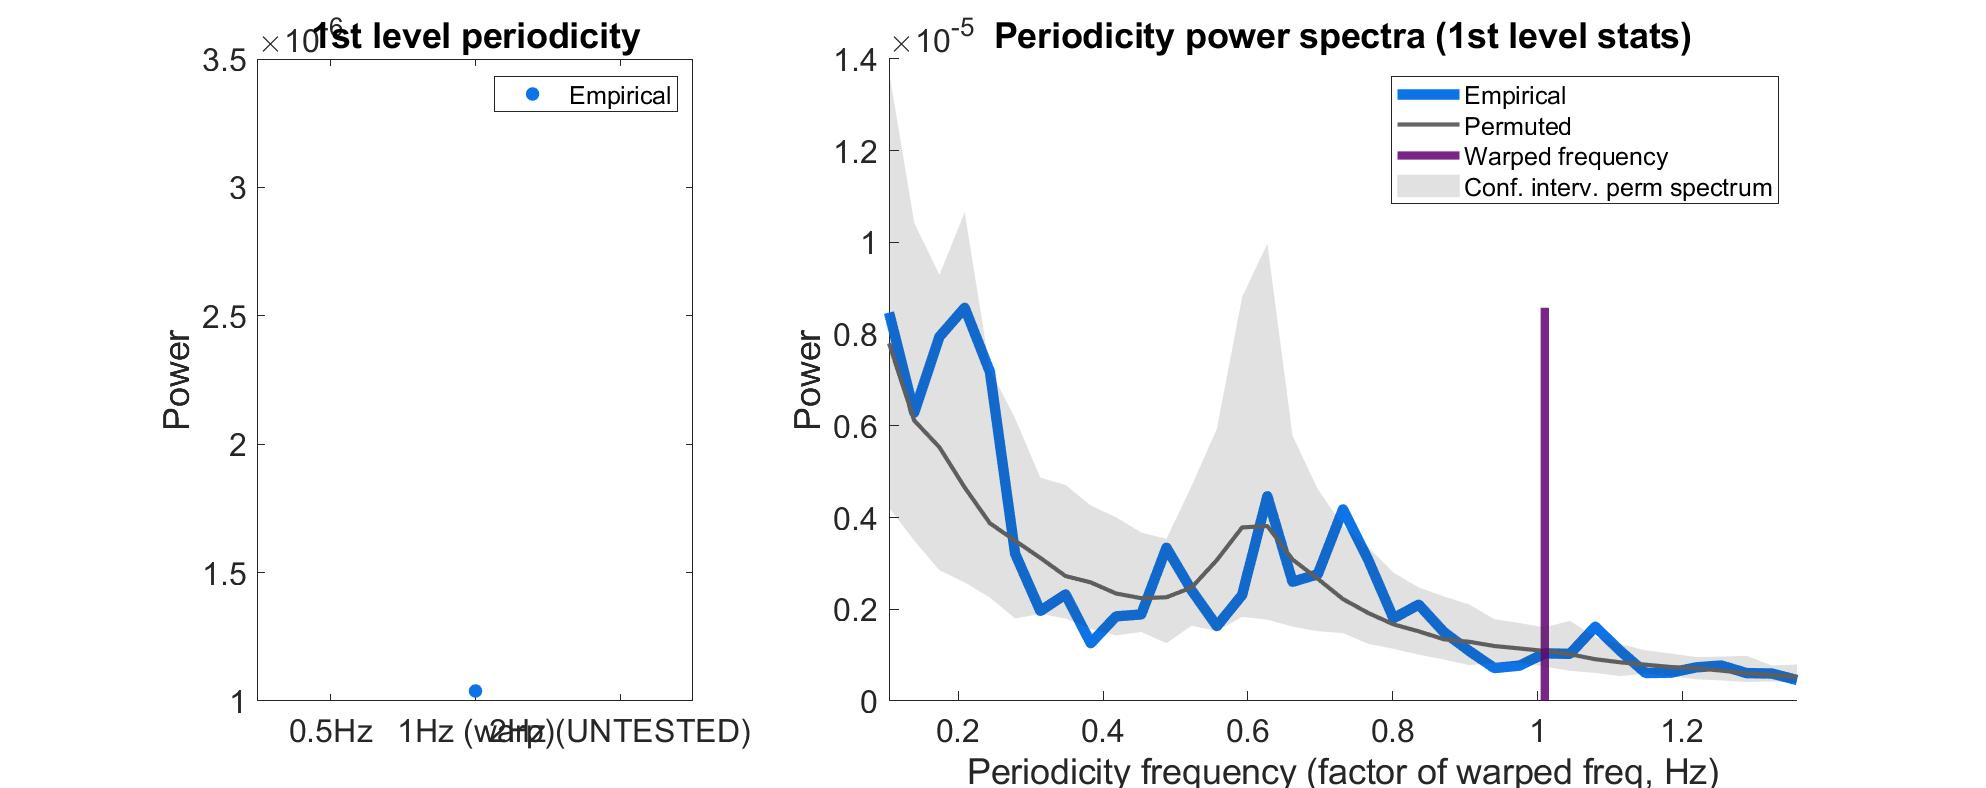 1st level periodicity
×10-6
3.5
3
2.5
2
1.5
1
Power
Empirical
0.5Hz
1Hz (warp)
2Hz (UNTESTED)
Periodicity power spectra (1st level stats)
×10-5
1.4
1.2
1
0.8
0.6
0.4
0.2
0
Power
Empirical
Permuted
Warped frequency
Conf. interv. perm spectrum
0.2
0.4
0.6
0.8
1
1.2
Periodicity frequency (factor of warped freq, Hz)